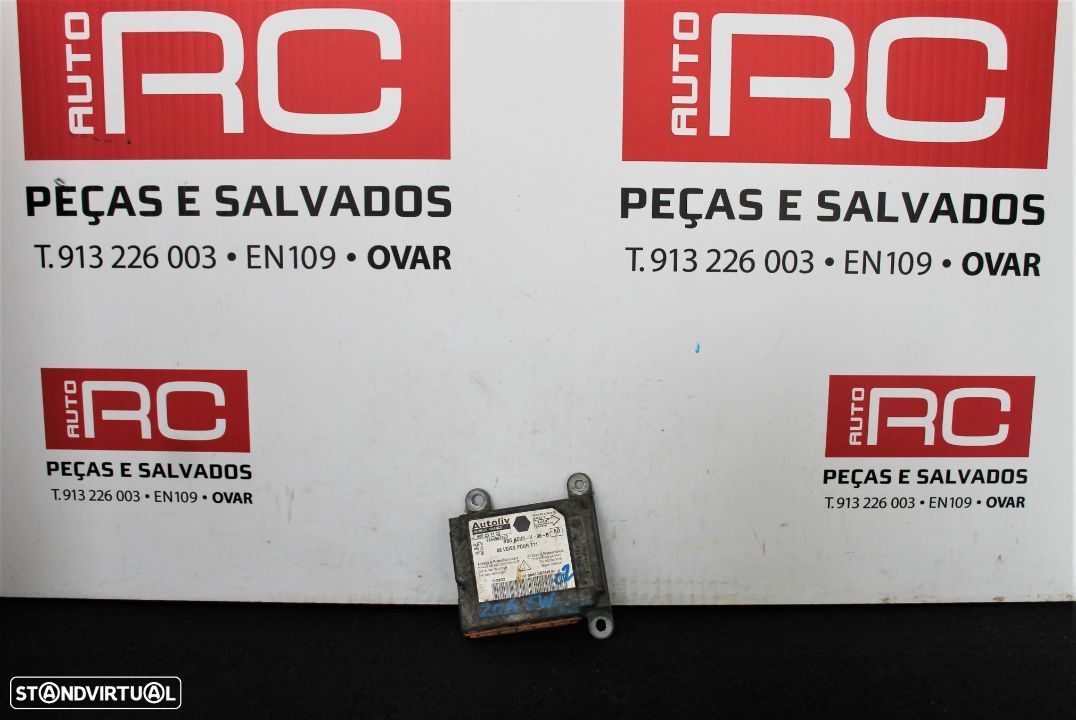 AUTO RC
PEÇAS E SALVADOS
T. 913 226 003 • EN109 • OVAR
AUTO RC
PEÇAS E SALVADOS
T. 913 226 003 • EN109 • OVAR
AUTO RC
PEÇAS E SALVADOS
T. 913 226 003 • EN109 • OVAR
AUTO RC
PEÇAS E SALVADOS
T. 913 226 003 • EN109 • OVAR
Autoliv
206 SW 02
STANDVIRTUAL